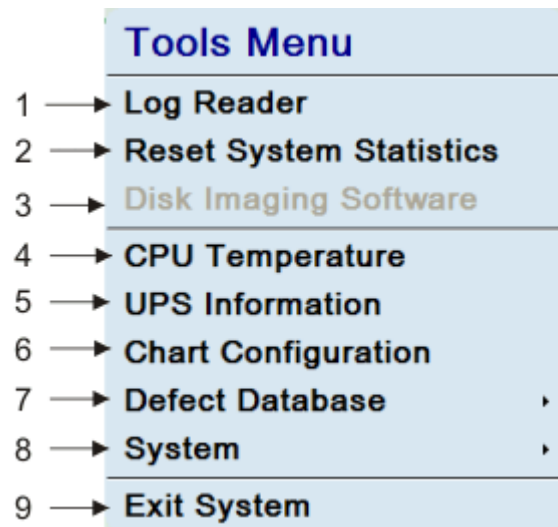 Tools Menu
1 Log Reader
2 Reset System Statistics
3 Disk Imaging Software
4 CPU Temperature
5 UPS Information
6 Chart Configuration
7 Defect Database
8 System
9 Exit System